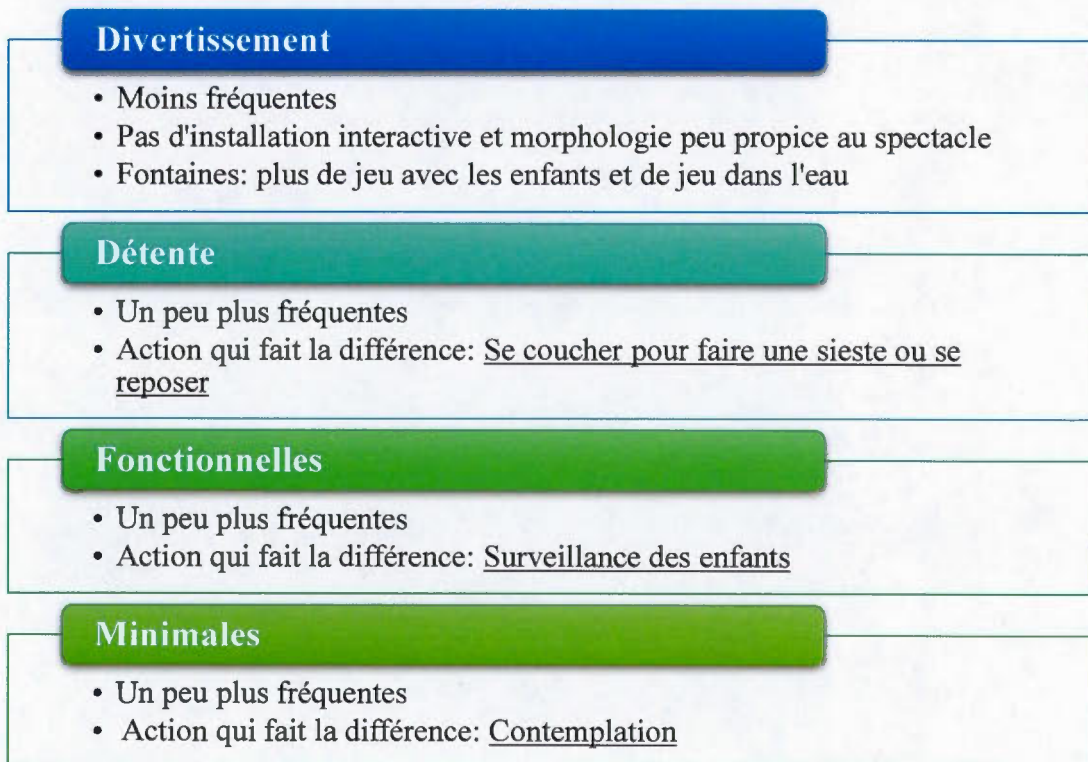 Divertissement
• Moins fréquentes
• Pas d'installation interactive et morphologie peu propice au spectacle
• Fontaines: plus de jeu avec les enfants et de jeu dans l'eau
Détente
• Un peu plus fréquentes
• Action qui fait la différence: Se coucher pour faire une sieste ou se
reposer
Fonctionnelles
• Un peu plus fréquentes
• Action qui fait la différence: Surveillance des enfants
Minimales
• Un peu plus fréquentes
• Action qui fait la différence: Contemplation